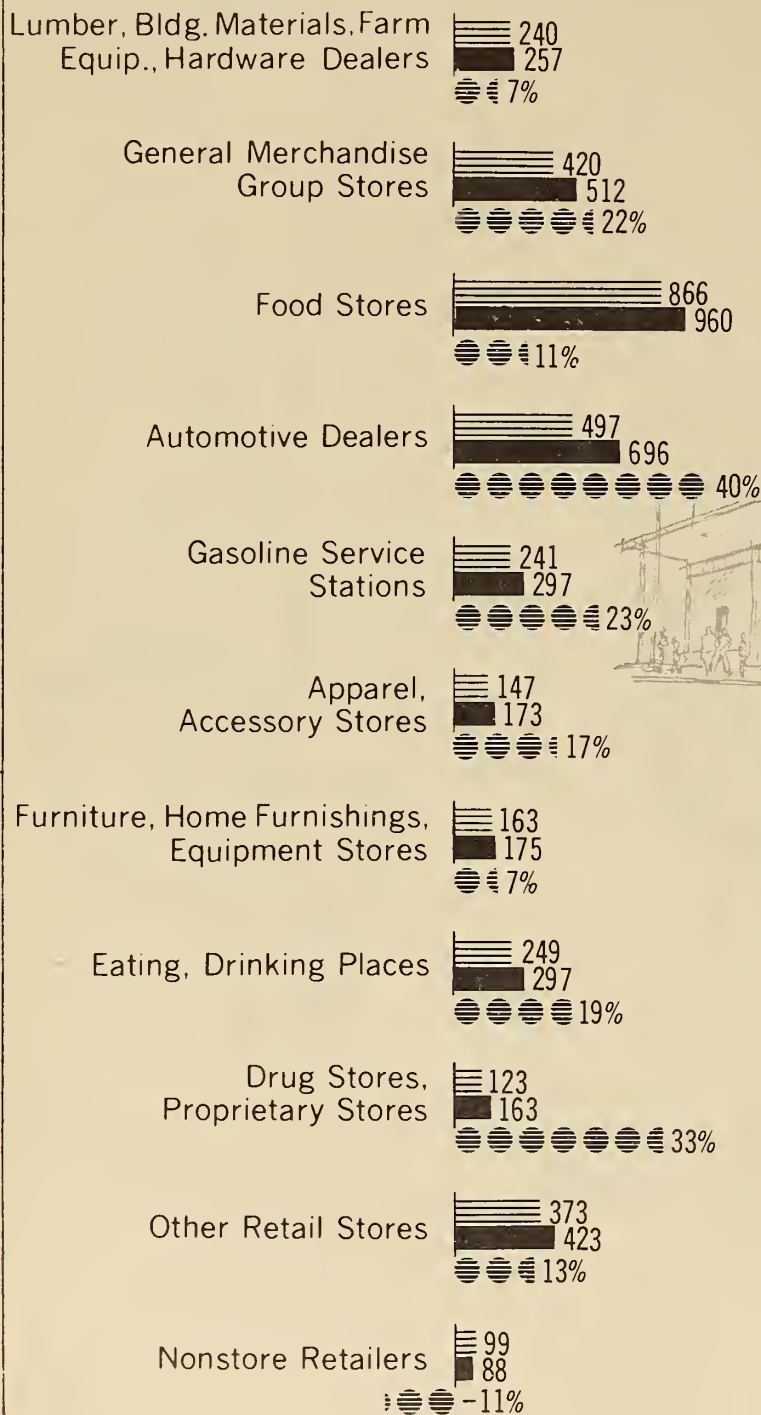 Lumber, Bldg. Materials, Farm
Equip., Hardware Dealers
240
257
7%
General Merchandise
Group Stores
420
512
22%
Food Stores
866
960
11%
Automotive Dealers
497
696
40%
Gasoline Service
Stations
241
297
23%
Apparel,
Accessory Stores
147
173
17%
Furniture, Home Furnishings,
Equipment Stores
163
175
7%
Eating, Drinking Places
249
297
19%
Drug Stores,
Proprietary Stores
123
163
33%
Other Retail Stores
373
423
13%
Nonstore Retailers
99
88
-11%